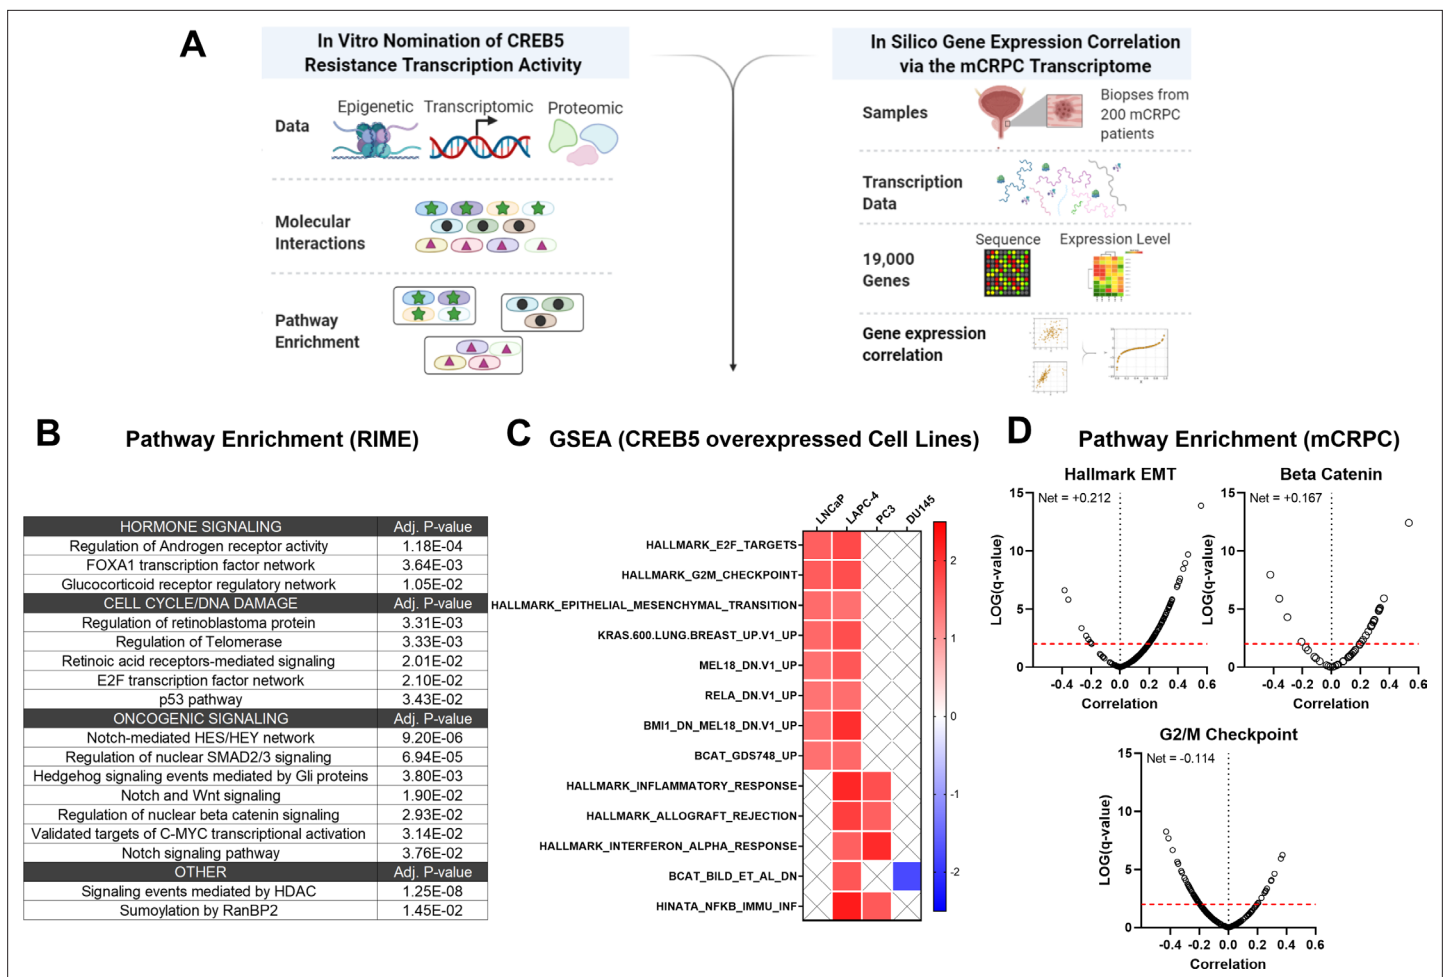 A
In Vitro Nomination of CREB5
Resistance Transcription Activity
Data
Epigenetic
Transcriptomic
Proteomic
Molecular
Interactions
Pathway
Enrichment
In Silico Gene Expression Correlation
via the mCRPC Transcriptome
Samples
Biopses from
200 mCRPC
patients
Transcription
Data
19,000
Genes
Sequence
Expression Level
Gene expression
correlation
B
Pathway Enrichment (RIME)
HORMONE SIGNALING Adj. P-value
Regulation of Androgen receptor activity 1.18E-04
FOXA1 transcription factor network 3.64E-03
Glucocorticoid receptor regulatory network 1.05E-02
CELL CYCLE/DNA DAMAGE Adj. P-value
Regulation of retinoblastoma protein 3.31E-03
Regulation of Telomerase 3.33E-03
Retinoic acid receptors-mediated signaling 2.01E-02
E2F transcription factor network 2.10E-02
p53 pathway 3.43E-02
ONCOGENIC SIGNALING Adj. P-value
Notch-mediated HES/HEY network 9.20E-06
Regulation of nuclear SMAD2/3 signaling 6.94E-05
Hedgehog signaling events mediated by Gli proteins 3.80E-03
Notch and Wnt signaling 1.90E-02
Regulation of nuclear beta catenin signaling 2.93E-02
Validated targets of C-MYC transcriptional activation 3.14E-02
Notch signaling pathway 3.76E-02
OTHER Adj. P-value
Signaling events mediated by HDAC 1.25E-08
Sumoylation by RanBP2 1.45E-02
C
GSEA (CREB5 overexpressed Cell Lines)
LNCaP
LAPC-4
PC3
DU145
HALLMARK_E2F_TARGETS
HALLMARK_G2M_CHECKPOINT
HALLMARK_EPITHELIAL_MESENCHYMAL_TRANSITION
KRAS.600.LUNG.BREAST_UP.V1_UP
MEL18_DN.V1_UP
RELA_DN.V1_UP
BMI1_DN_MEL18_DN.V1_UP
BCAT_GDS748_UP
HALLMARK_INFLAMMATORY_RESPONSE
HALLMARK_ALLOGRAFT_REJECTION
HALLMARK_INTERFERON_ALPHA_RESPONSE
BCAT_BILD_ET_AL_DN
HINATA_NFKB_IMMU_INF
2
1
0
-1
-2
D
Pathway Enrichment (mCRPC)
Hallmark EMT
Net = +0.212
LOG(q-value)
15
10
5
0
-0.4 -0.2 0.0 0.2 0.4 0.6
Correlation
Beta Catenin
Net = +0.167
LOG(q-value)
15
10
5
0
-0.4 -0.2 0.0 0.2 0.4 0.6
Correlation
G2/M Checkpoint
Net = -0.114
LOG(q-value)
15
10
5
0
-0.4 -0.2 0.0 0.2 0.4 0.6
Correlation